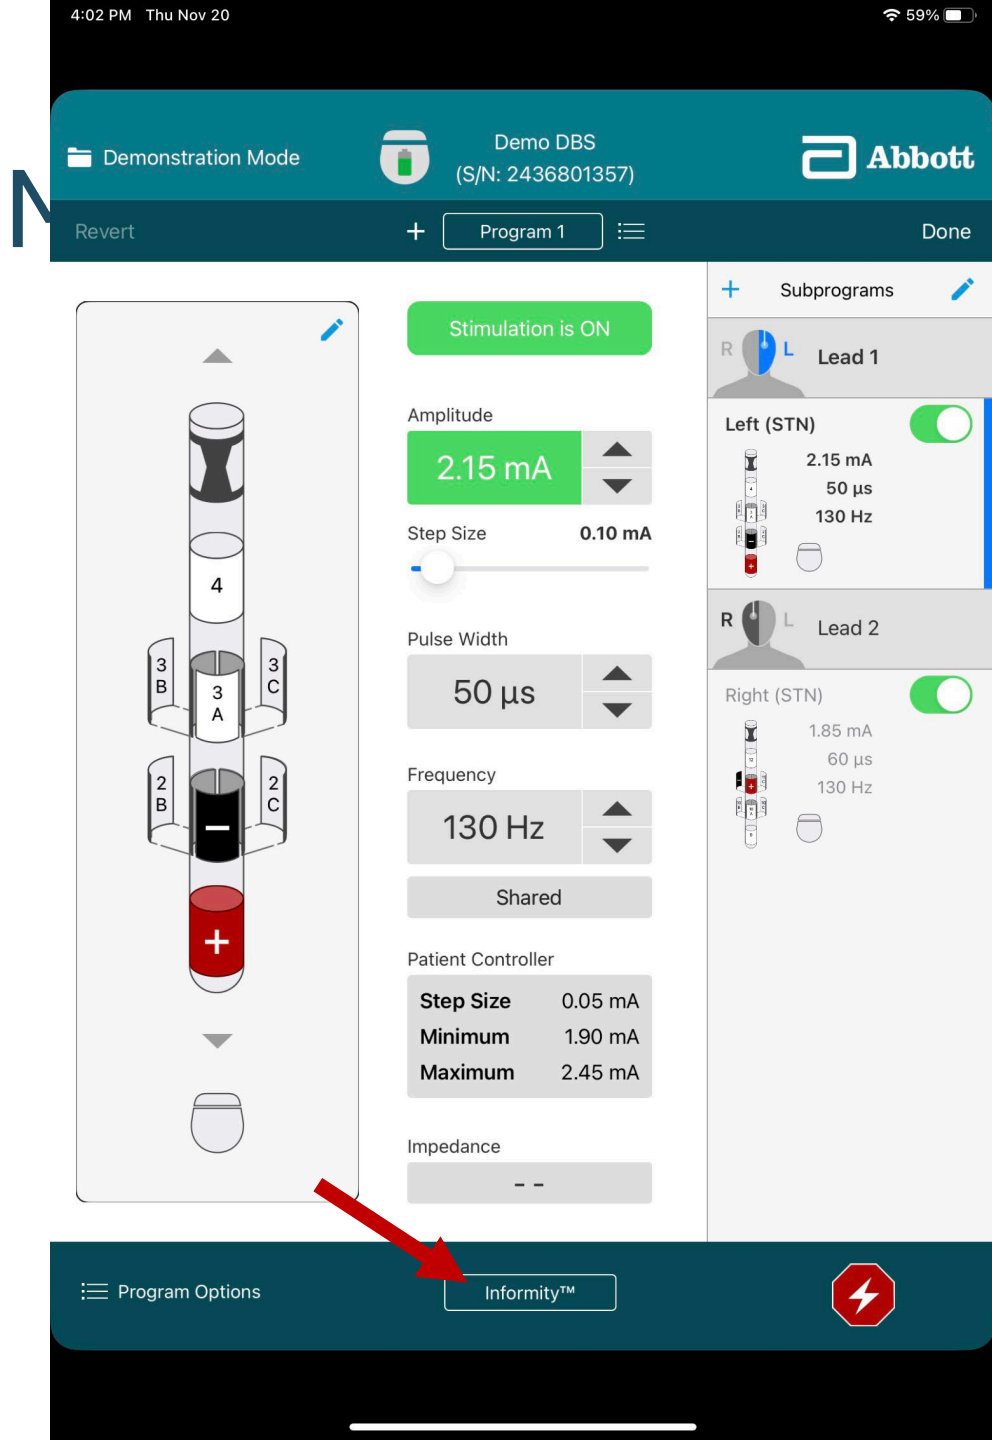 4:02 PM Thu Nov 20
59%
Demonstration Mode
Demo DBS
(S/N: 2436801357)
Abbott
N
Revert
+ Program 1
Done
+ Subprograms
Stimulation is ON
R L Lead 1
Amplitude
2.15 mA
Step Size 0.10 mA
Pulse Width
50 µs
Frequency
130 Hz
Shared
Patient Controller
Step Size 0.05 mA
Minimum 1.90 mA
Maximum 2.45 mA
Impedance
- -
4
3 B
3 A
3 C
2 B
–
2 C
+
Left (STN)
2.15 mA
50 µs
130 Hz
R L Lead 2
Right (STN)
1.85 mA
60 µs
130 Hz
Program Options
Informity™